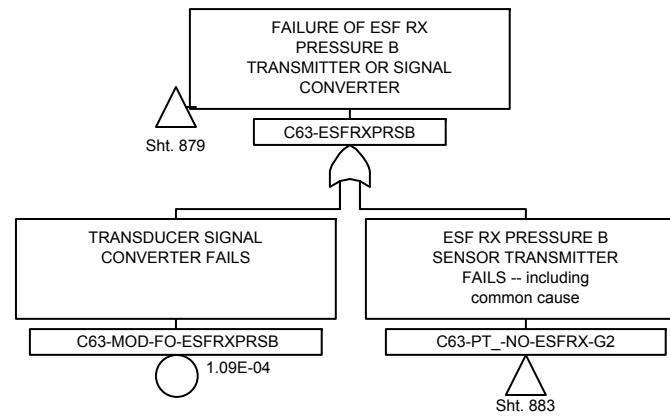 FAILURE OF ESF RX
PRESSURE B
TRANSMITTER OR SIGNAL
CONVERTER
Sht. 879
C63-ESFRXPRSB
TRANSDUCER SIGNAL
CONVERTER FAILS
C63-MOD-FO-ESFRXPRSB
1.09E-04
ESF RX PRESSURE B
SENSOR TRANSMITTER
FAILS -- including
common cause
C63-PT_-NO-ESFRX-G2
Sht. 883